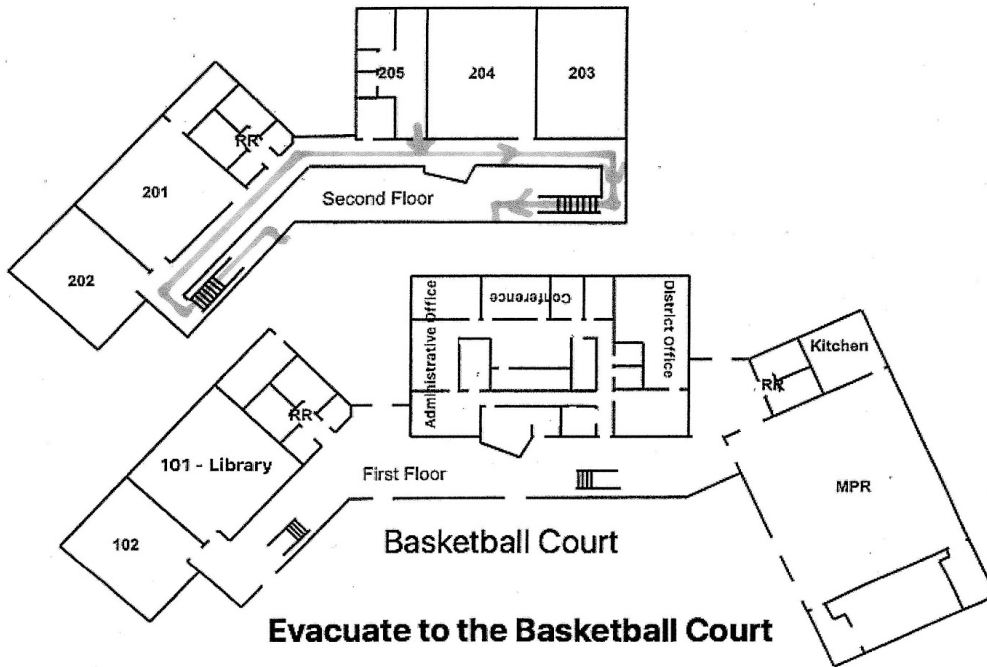 205
204
203
RR
201
Second Floor
202
Administrative Office
Conference
District Office
Kitchen
RR
RR
101 - Library
First Floor
MPR
102
Basketball Court
Evacuate to the Basketball Court